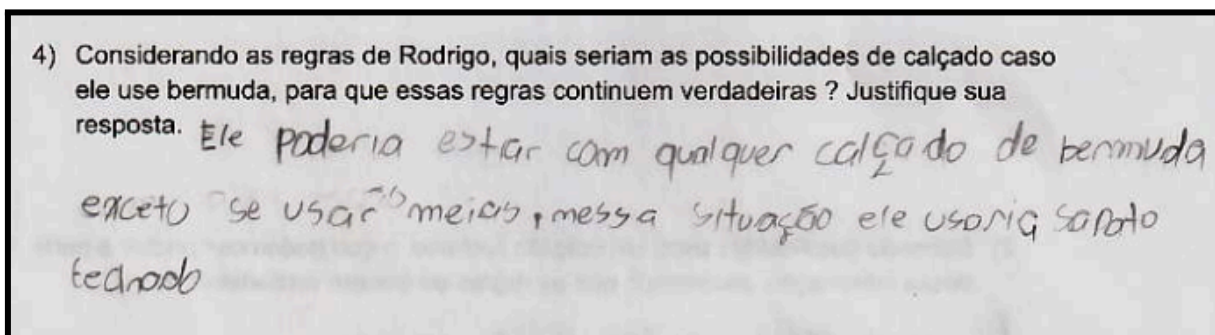 4) Considerando as regras de Rodrigo, quais seriam as possibilidades de calçado caso
ele use bermuda, para que essas regras continuem verdadeiras ? Justifique sua
resposta. Ele poderia estar com qualquer calçado de bermuda
exceto se usar as meias, nessa situação ele usaria sapato
fechado